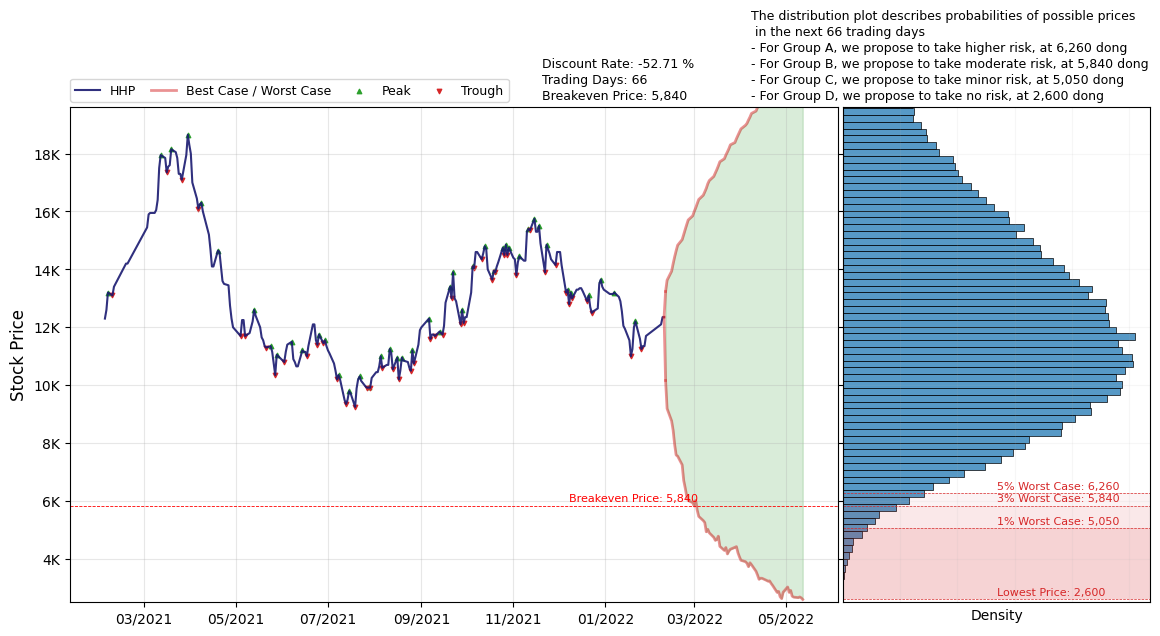 The distribution plot describes probabilities of possible prices
in the next 66 trading days
- For Group A, we propose to take higher risk, at 6,260 dong
- For Group B, we propose to take moderate risk, at 5,840 dong
- For Group C, we propose to take minor risk, at 5,050 dong
- For Group D, we propose to take no risk, at 2,600 dong
Discount Rate: -52.71 %
Trading Days: 66
Breakeven Price: 5,840
HHP Best Case / Worst Case Peak Trough
Stock Price
18K
16K
14K
12K
10K
8K
6K
4K
Breakeven Price: 5,840
03/2021 05/2021 07/2021 09/2021 11/2021 01/2022 03/2022 05/2022
5% Worst Case: 6,260
3% Worst Case: 5,840
1% Worst Case: 5,050
Lowest Price: 2,600
Density